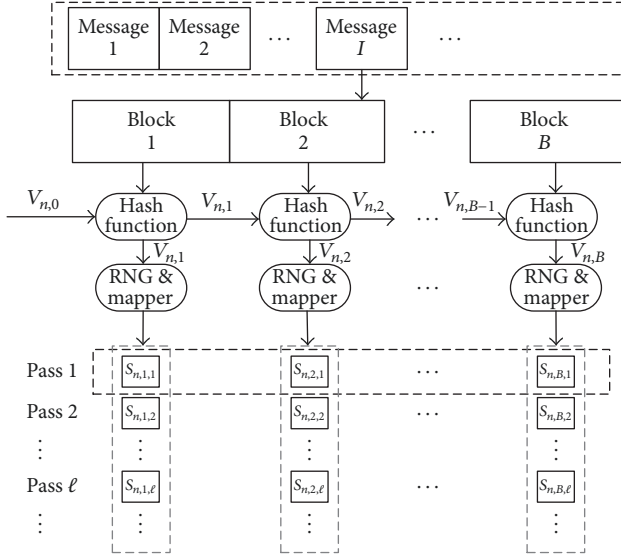 Message 1
Message 2
...
Message I
...
Block 1
Block 2
...
Block B
V_{n,0}
Hash function
V_{n,1}
Hash function
V_{n,2}
...
V_{n,B−1}
Hash function
V_{n,1}
V_{n,2}
V_{n,B}
RNG & mapper
RNG & mapper
...
RNG & mapper
Pass 1
S_{n,1,1}
S_{n,2,1}
...
S_{n,B,1}
Pass 2
S_{n,1,2}
S_{n,2,2}
...
S_{n,B,2}
⋮
⋮
⋮
⋮
Pass ℓ
S_{n,1,ℓ}
S_{n,2,ℓ}
...
S_{n,B,ℓ}
⋮
⋮
⋮
⋮